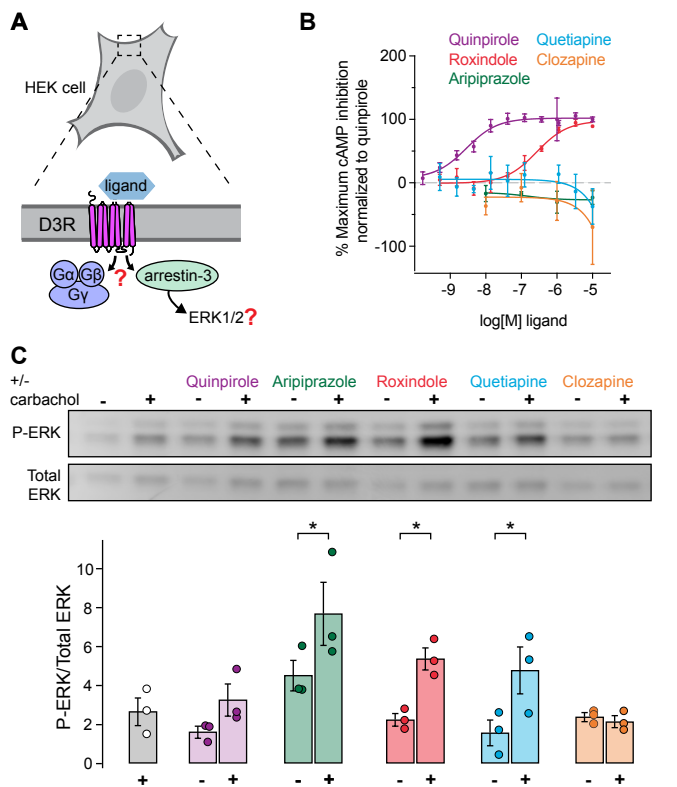 A
HEK cell
ligand
D3R
Gα Gβ
Gγ
?
arrestin-3
ERK1/2?
B
Quinpirole Quetiapine
Roxindole Clozapine
Aripiprazole
% Maximum cAMP inhibition
normalized to quinpirole
200
100
0
-100
-9 -8 -7 -6 -5
log[M] ligand
C
+/-
carbachol
Quinpirole Aripiprazole Roxindole Quetiapine Clozapine
- + - + - + - + - + - +
P-ERK
Total
ERK
* * *
P-ERK/Total ERK
10
8
6
4
2
0
+ - + - + - + - + - +